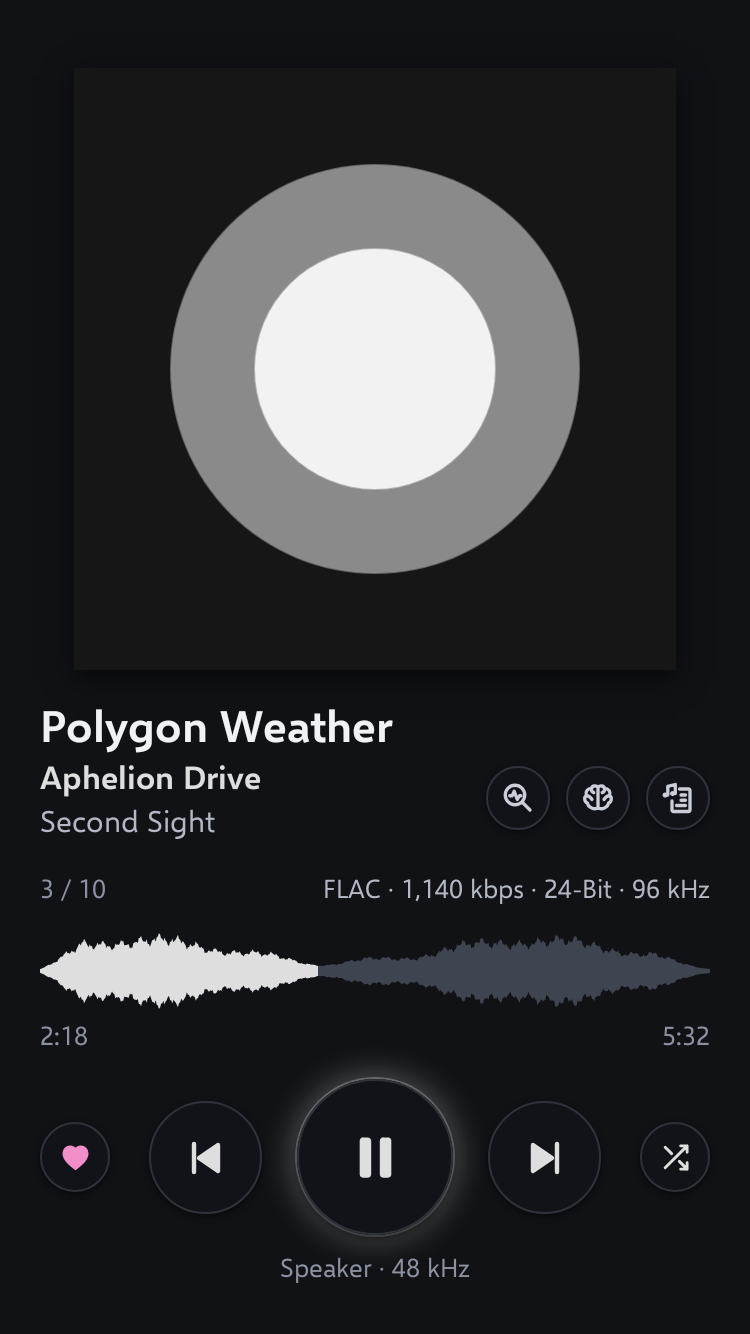 Polygon Weather
Aphelion Drive
Second Sight
3 / 10
FLAC · 1,140 kbps · 24-Bit · 96 kHz
2:18
5:32
Speaker · 48 kHz